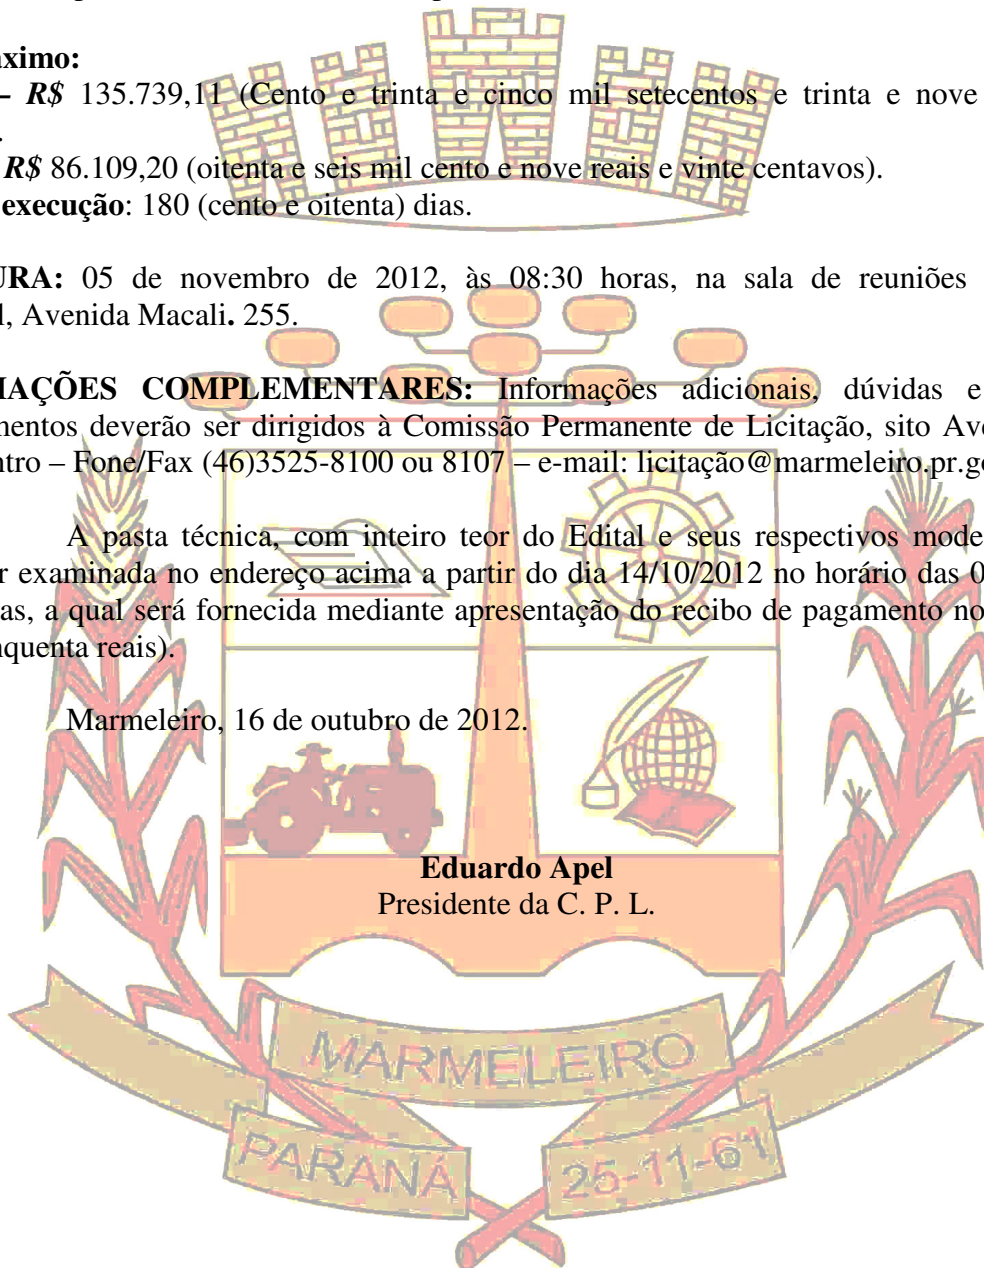 áximo:
– R$ 135.739,11 (Cento e trinta e cinco mil setecentos e trinta e nove
.
R$ 86.109,20 (oitenta e seis mil cento e nove reais e vinte centavos).
execução: 180 (cento e oitenta) dias.
URA: 05 de novembro de 2012, às 08:30 horas, na sala de reuniões
l, Avenida Macali. 255.
MAÇÕES COMPLEMENTARES: Informações adicionais, dúvidas e
mentos deverão ser dirigidos à Comissão Permanente de Licitação, sito Ave
ntro – Fone/Fax (46)3525-8100 ou 8107 – e-mail: licitação@marmeleiro.pr.go
A pasta técnica, com inteiro teor do Edital e seus respectivos mode
r examinada no endereço acima a partir do dia 14/10/2012 no horário das 0
as, a qual será fornecida mediante apresentação do recibo de pagamento no
nquenta reais).
Marmeleiro, 16 de outubro de 2012.
Eduardo Apel
Presidente da C. P. L.
MARMELEIRO
PARANÁ 25-11-61